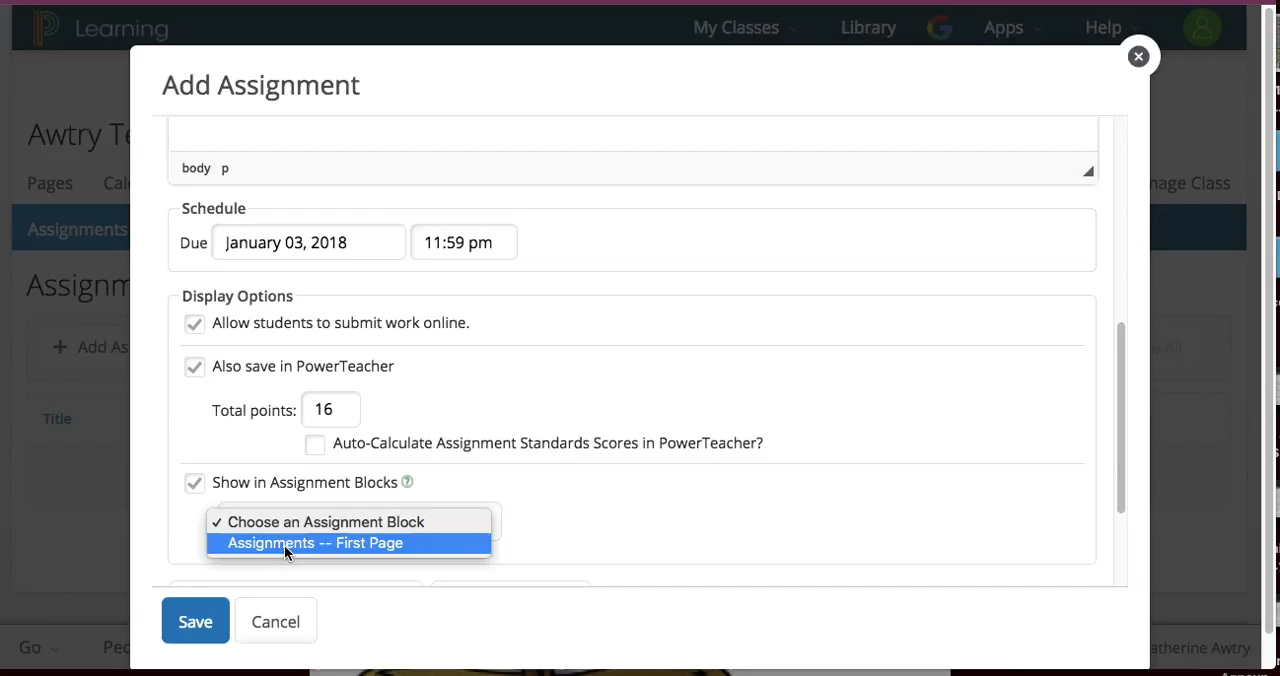 Learning
My Classes
Library
Apps
Help
Add Assignment
Awtry Te
Pages
Cal
nage Class
body p
Assignments
Schedule
Due January 03, 2018 11:59 pm
Assignm
Display Options
Allow students to submit work online.
+ Add As
Also save in PowerTeacher
Total points: 16
Title
Auto-Calculate Assignment Standards Scores in PowerTeacher?
Show in Assignment Blocks ?
✓ Choose an Assignment Block
Assignments -- First Page
Save
Cancel
Go
Peo
atherine Awtry